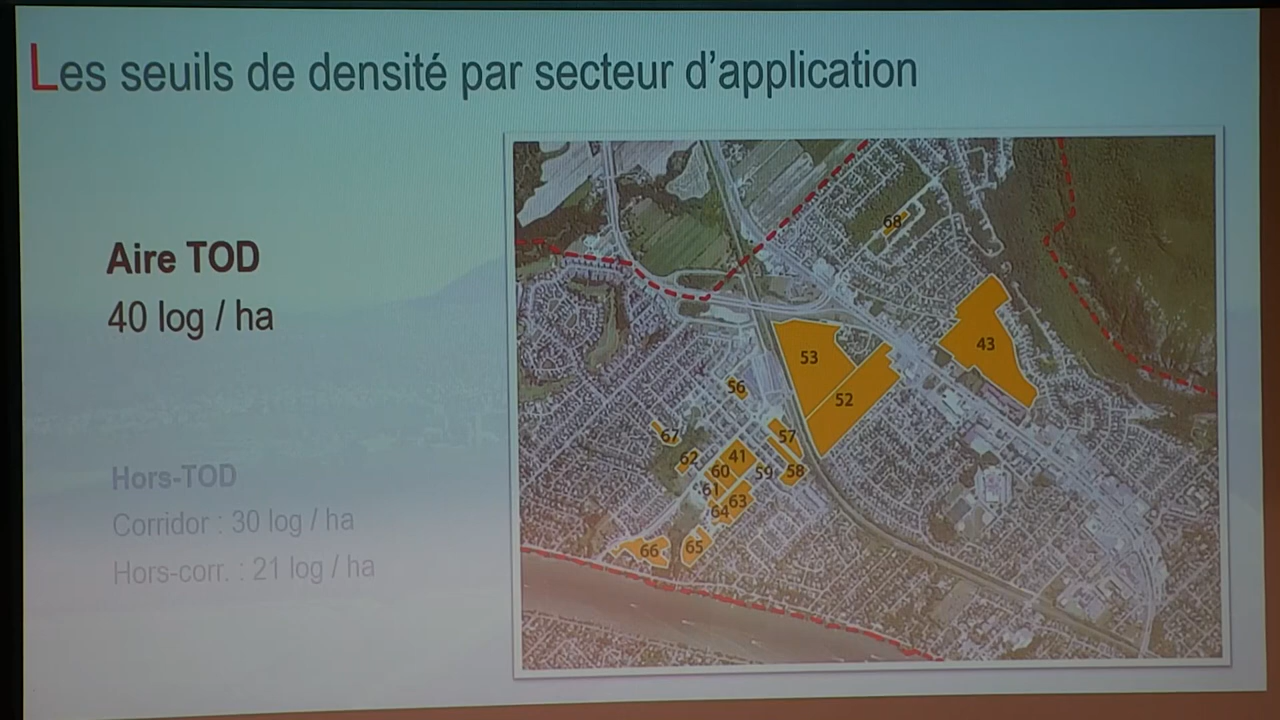 Les seuils de densité par secteur d'application
Aire TOD
40 log / ha
Hors-TOD
Corridor : 30 log / ha
Hors-corr. : 21 log / ha
68
43
53
52
56
67
57
62
41
60
59
58
61
63
64
65
66